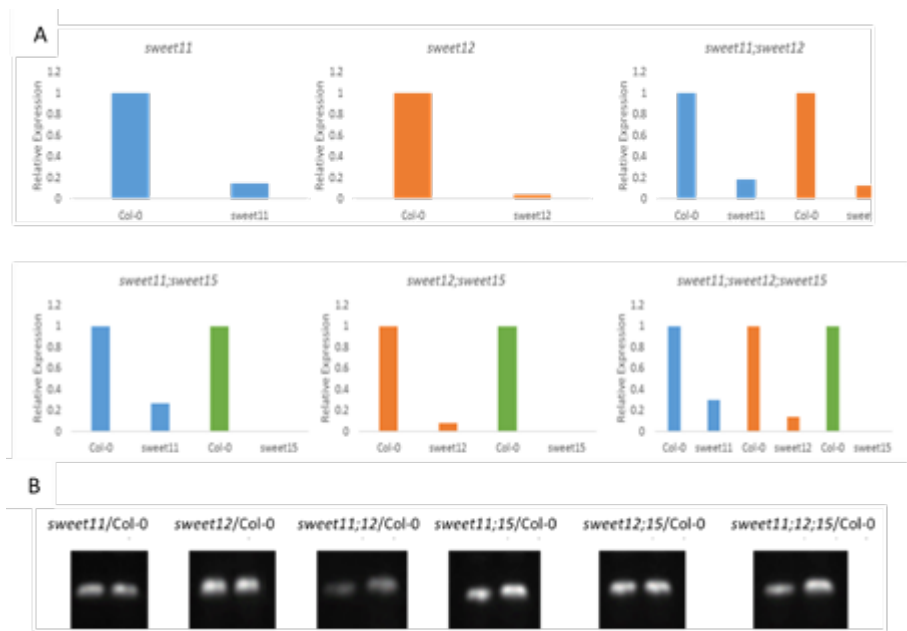 A
sweet11
sweet12
sweet11;sweet12
Relative Expression
1.2
1
0.8
0.6
0.4
0.2
0
Col-0 sweet11
Relative Expression
1.2
1
0.8
0.6
0.4
0.2
0
Col-0 sweet12
Relative Expression
1.2
1
0.8
0.6
0.4
0.2
0
Col-0 sweet11 Col-0 sweet
sweet11;sweet15
sweet12;sweet15
sweet11;sweet12;sweet15
Relative Expression
1.2
1
0.8
0.6
0.4
0.2
0
Col-0 sweet11 Col-0 sweet15
Relative Expression
1.2
1
0.8
0.6
0.4
0.2
0
Col-0 sweet12 Col-0 sweet15
Relative Expression
1.2
1
0.8
0.6
0.4
0.2
0
Col-0 sweet11 Col-0 sweet12 Col-0 sweet15
B
sweet11/Col-0 sweet12/Col-0 sweet11;12/Col-0 sweet11;15/Col-0 sweet12;15/Col-0 sweet11;12;15/Col-0